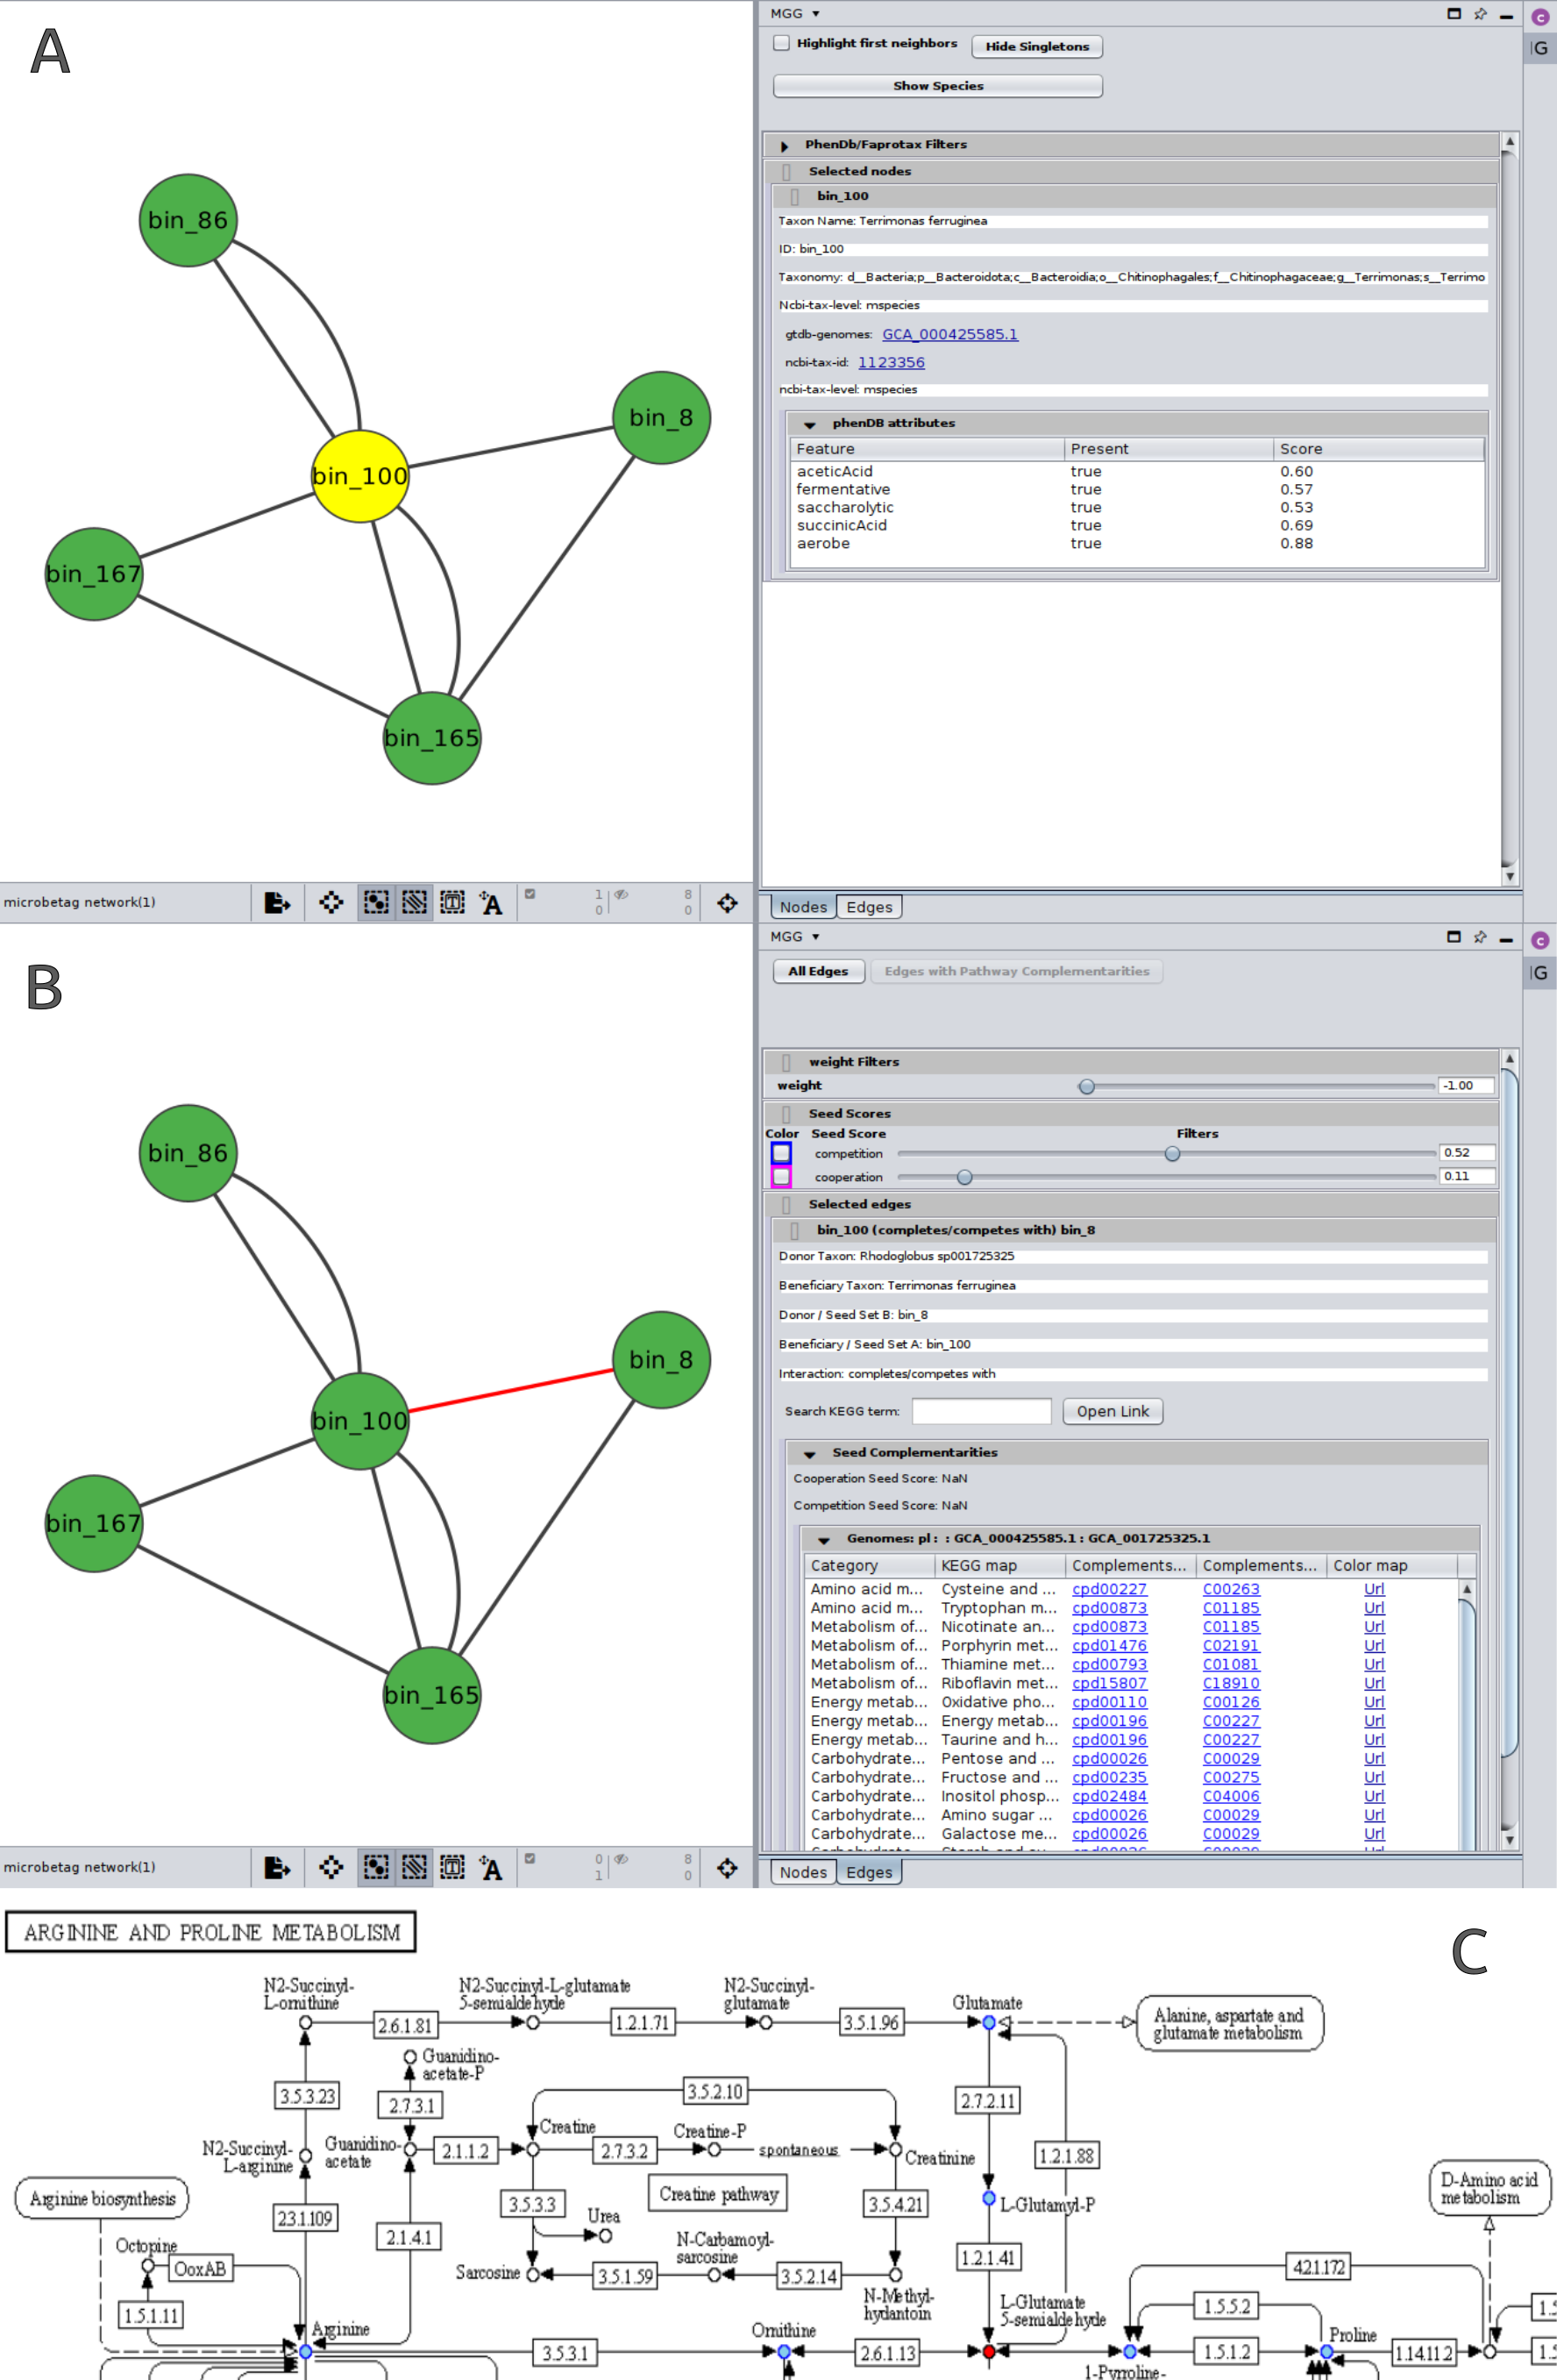 A
bin_86
bin_8
bin_100
bin_167
bin_165
microbetag network(1)
1
0
8
0
MGG
C
IG
Highlight first neighbors
Hide Singletons
Show Species
PhenDb/Faprotax Filters
Selected nodes
bin_100
Taxon Name: Terrimonas ferruginea
ID: bin_100
Taxonomy: d__Bacteria;p__Bacteroidota;c__Bacteroidia;o__Chitinophagales;f__Chitinophagaceae;g__Terrimonas;s__Terrimo
Ncbi-tax-level: mspecies
gtdb-genomes: GCA_000425585.1
ncbi-tax-id: 1123356
ncbi-tax-level: mspecies
phenDB attributes
Feature Present Score
aceticAcid true 0.60
fermentative true 0.57
saccharolytic true 0.53
succinicAcid true 0.69
aerobe true 0.88
Nodes Edges
B
bin_86
bin_8
bin_100
bin_167
bin_165
microbetag network(1)
0
1
8
0
MGG
C
IG
All Edges
Edges with Pathway Complementarities
weight Filters
weight -1.00
Seed Scores
Color Seed Score Filters
competition 0.52
cooperation 0.11
Selected edges
bin_100 (completes/competes with) bin_8
Donor Taxon: Rhodoglobus sp001725325
Beneficiary Taxon: Terrimonas ferruginea
Donor / Seed Set B: bin_8
Beneficiary / Seed Set A: bin_100
Interaction: completes/competes with
Search KEGG term: Open Link
Seed Complementarities
Cooperation Seed Score: NaN
Competition Seed Score: NaN
Genomes: pl : : GCA_000425585.1 : GCA_001725325.1
Category KEGG map Complements... Complements... Color map
Amino acid m... Cysteine and ... cpd00227 C00263 Url
Amino acid m... Tryptophan m... cpd00873 C01185 Url
Metabolism of... Nicotinate an... cpd00873 C01185 Url
Metabolism of... Porphyrin met... cpd01476 C02191 Url
Metabolism of... Thiamine met... cpd00793 C01081 Url
Metabolism of... Riboflavin met... cpd15807 C18910 Url
Energy metab... Oxidative pho... cpd00110 C00126 Url
Energy metab... Energy metab... cpd00196 C00227 Url
Energy metab... Taurine and h... cpd00196 C00227 Url
Carbohydrate... Pentose and ... cpd00026 C00029 Url
Carbohydrate... Fructose and ... cpd00235 C00275 Url
Carbohydrate... Inositol phosp... cpd02484 C04006 Url
Carbohydrate... Amino sugar ... cpd00026 C00029 Url
Carbohydrate... Galactose me... cpd00026 C00029 Url
Nodes Edges
C
ARGININE AND PROLINE METABOLISM
N2-Succinyl-
L-ornithine
N2-Succinyl-L-glutamate
5-semialdehyde
N2-Succinyl-
glutamate
Glutamate
2.6.1.81
1.2.1.71
3.5.1.96
Alanine, aspartate and
glutamate metabolism
Guanidino-
acetate-P
3.5.3.23
2.7.3.1
3.5.2.10
2.7.2.11
N2-Succinyl-
L-arginine
Guanidino-
acetate
2.1.1.2
Creatine
2.7.3.2
Creatine-P
spontaneous
Creatinine
1.2.1.88
Arginine biosynthesis
2.3.1.109
2.1.4.1
3.5.3.3
Urea
Creatine pathway
3.5.4.21
L-Glutamyl-P
D-Amino acid
metabolism
Octopine
OoxAB
Sarcosine
3.5.1.59
N-Carbamoyl-
sarcosine
3.5.2.14
N-Methyl-
hydantoin
1.2.1.41
4.2.1.172
1.5.1.11
L-Glutamate
5-semialdehyde
1.5.5.2
Arginine
3.5.3.1
Ornithine
2.6.1.13
1-Pyrroline-
1.5.1.2
Proline
1.14.11.2